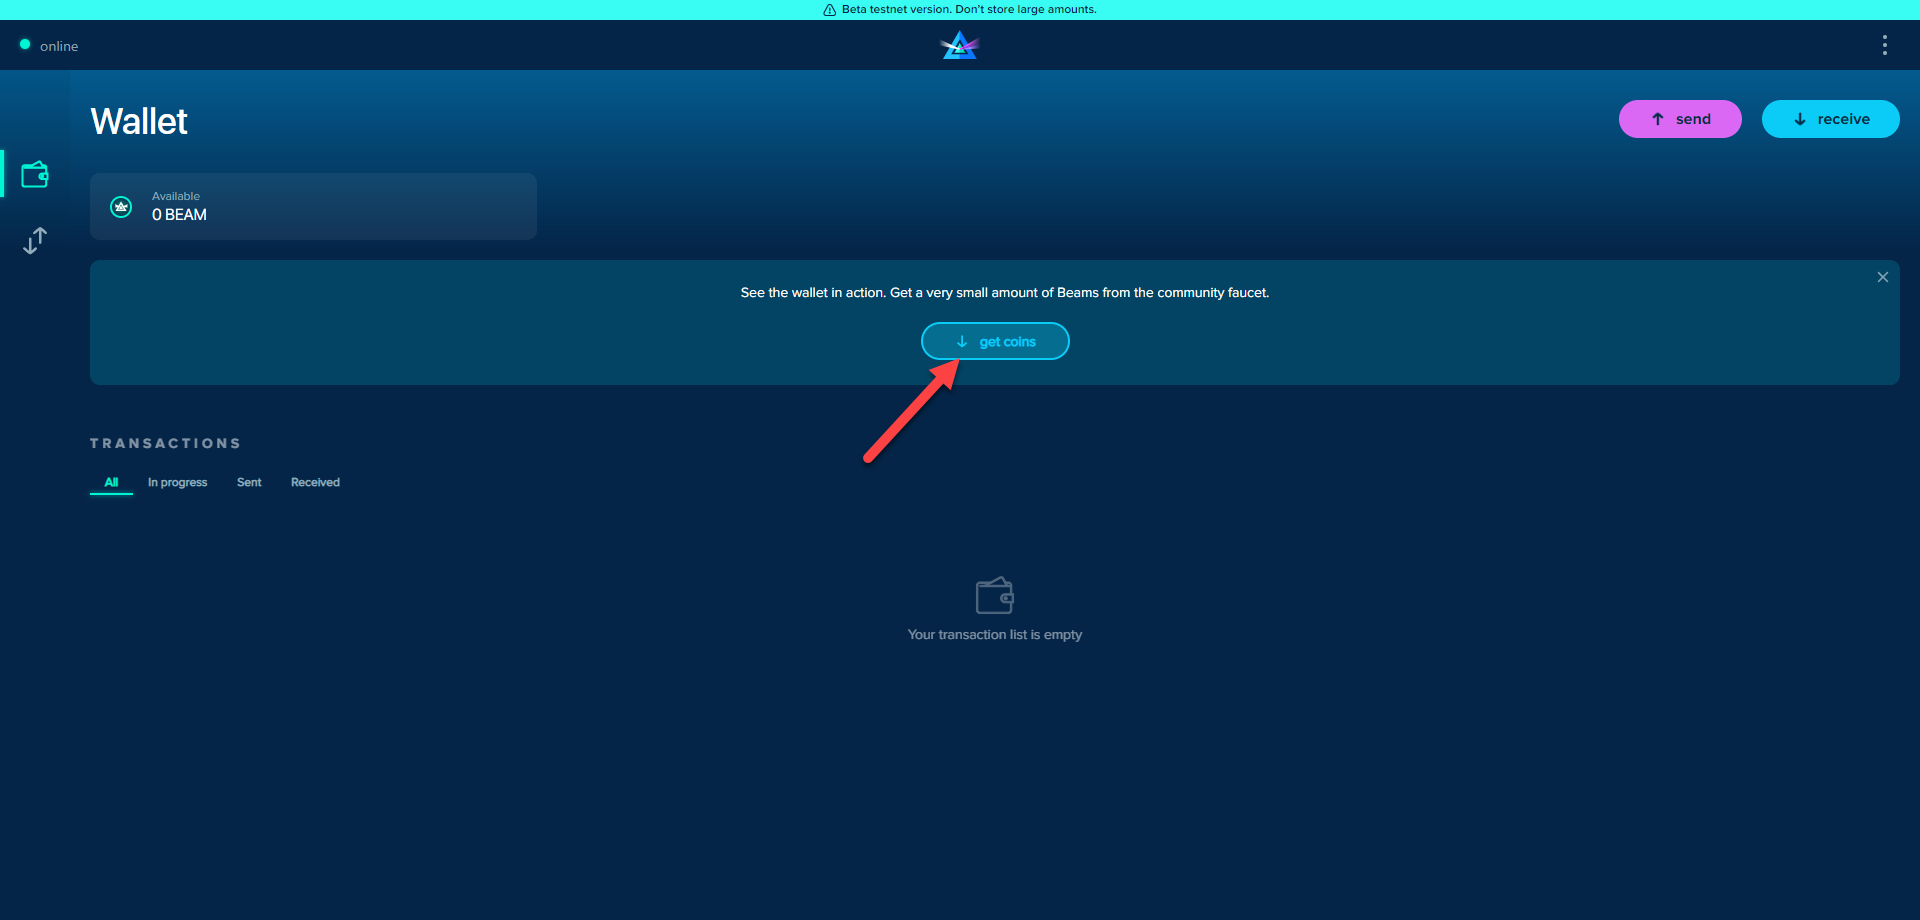 Beta testnet version. Don't store large amounts.
online
Wallet
send
receive
Available
0 BEAM
See the wallet in action. Get a very small amount of Beams from the community faucet.
get coins
TRANSACTIONS
All In progress Sent Received
Your transaction list is empty